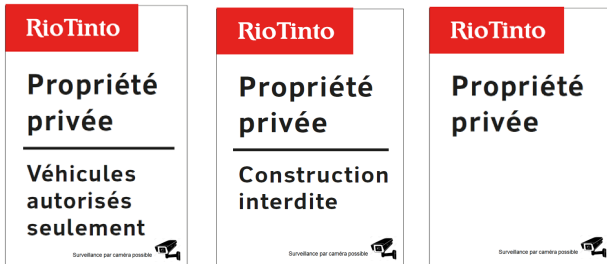 RioTinto
Propriété
privée
Véhicules
autorisés
seulement
Surveillance par caméra possible
RioTinto
Propriété
privée
Construction
interdite
Surveillance par caméra possible
RioTinto
Propriété
privée
Surveillance par caméra possible